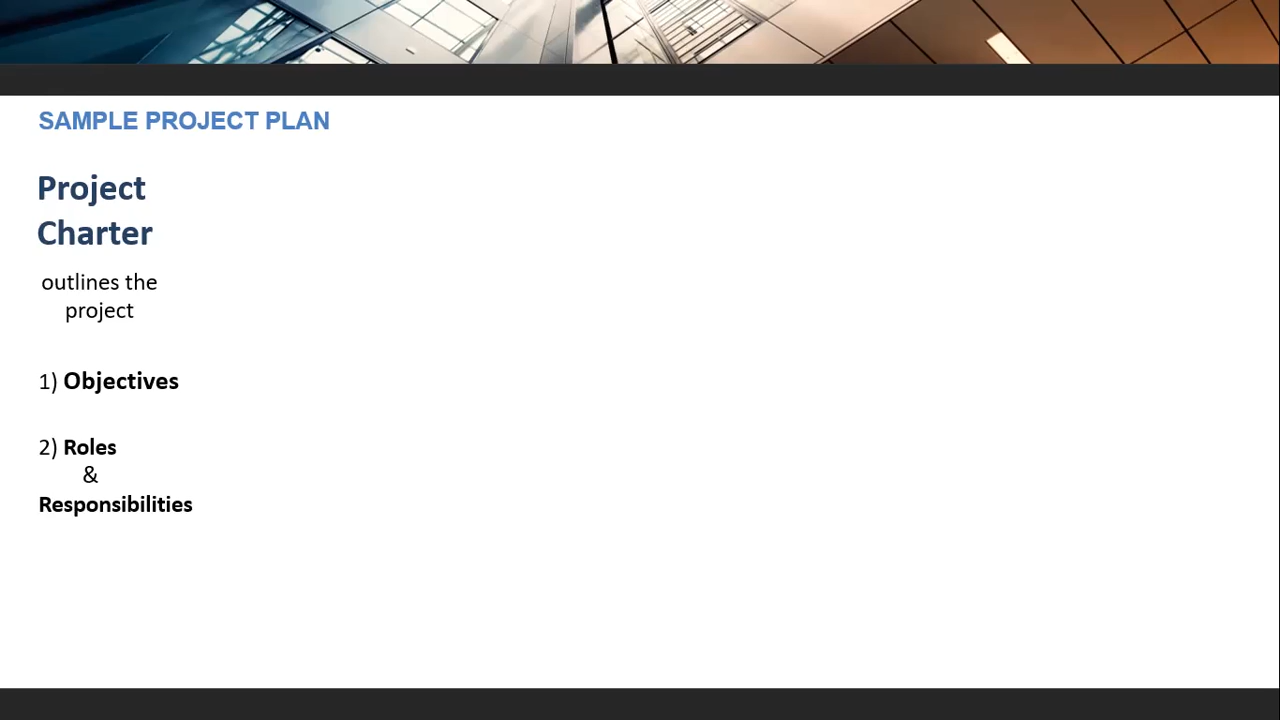 SAMPLE PROJECT PLAN
Project
Charter
outlines the
project
1) Objectives
2) Roles
&
Responsibilities